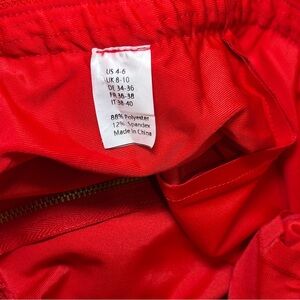 US 4-6
UK 8-10
DE 34-36
FR 36-38
IT 38-40
88% Polyester
12% Spandex
Made in China